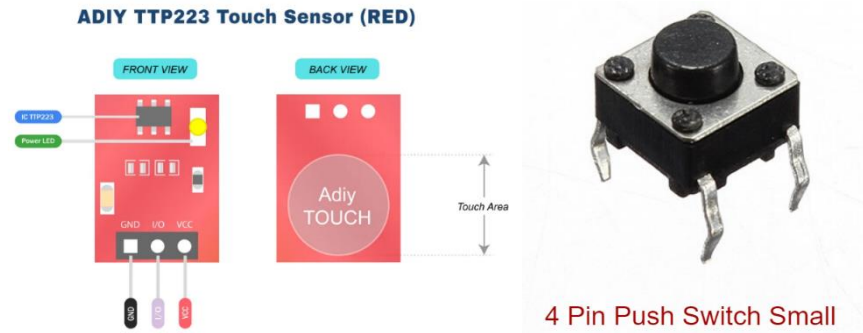 ADIY TTP223 Touch Sensor (RED)
FRONT VIEW
BACK VIEW
IC TTP223
Power LED
Adiy
TOUCH
Touch Area
GND I/O VCC
GND
I/O
VCC
4 Pin Push Switch Small